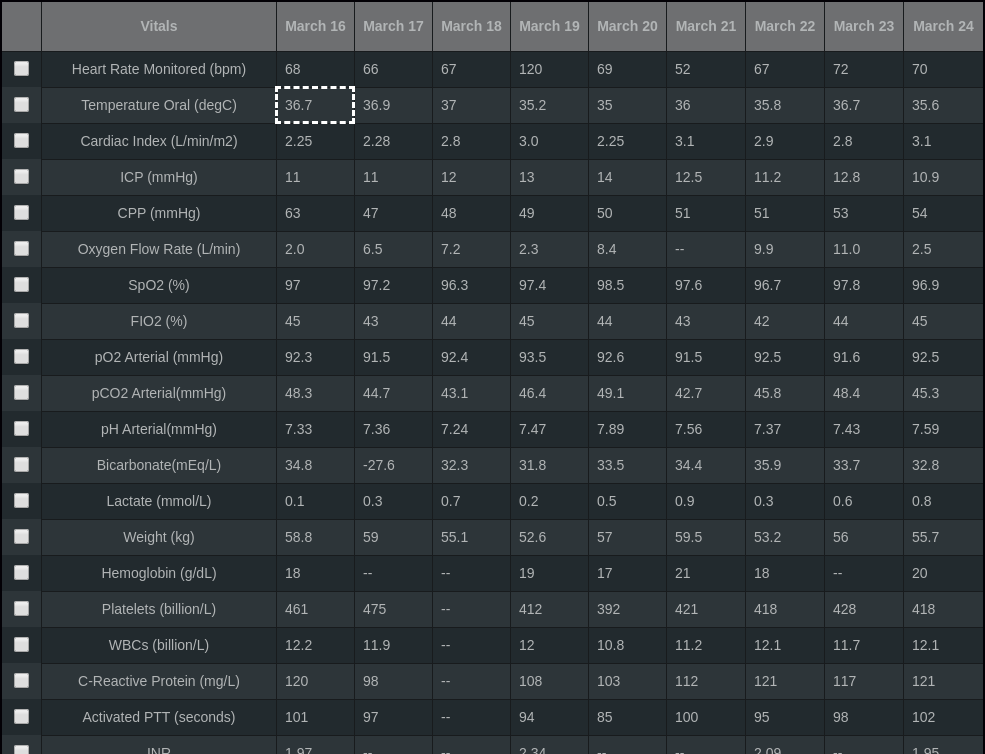 Vitals March 16 March 17 March 18 March 19 March 20 March 21 March 22 March 23 March 24
Heart Rate Monitored (bpm) 68 66 67 120 69 52 67 72 70
Temperature Oral (degC) 36.7 36.9 37 35.2 35 36 35.8 36.7 35.6
Cardiac Index (L/min/m2) 2.25 2.28 2.8 3.0 2.25 3.1 2.9 2.8 3.1
ICP (mmHg) 11 11 12 13 14 12.5 11.2 12.8 10.9
CPP (mmHg) 63 47 48 49 50 51 51 53 54
Oxygen Flow Rate (L/min) 2.0 6.5 7.2 2.3 8.4 -- 9.9 11.0 2.5
SpO2 (%) 97 97.2 96.3 97.4 98.5 97.6 96.7 97.8 96.9
FIO2 (%) 45 43 44 45 44 43 42 44 45
pO2 Arterial (mmHg) 92.3 91.5 92.4 93.5 92.6 91.5 92.5 91.6 92.5
pCO2 Arterial(mmHg) 48.3 44.7 43.1 46.4 49.1 42.7 45.8 48.4 45.3
pH Arterial(mmHg) 7.33 7.36 7.24 7.47 7.89 7.56 7.37 7.43 7.59
Bicarbonate(mEq/L) 34.8 -27.6 32.3 31.8 33.5 34.4 35.9 33.7 32.8
Lactate (mmol/L) 0.1 0.3 0.7 0.2 0.5 0.9 0.3 0.6 0.8
Weight (kg) 58.8 59 55.1 52.6 57 59.5 53.2 56 55.7
Hemoglobin (g/dL) 18 -- -- 19 17 21 18 -- 20
Platelets (billion/L) 461 475 -- 412 392 421 418 428 418
WBCs (billion/L) 12.2 11.9 -- 12 10.8 11.2 12.1 11.7 12.1
C-Reactive Protein (mg/L) 120 98 -- 108 103 112 121 117 121
Activated PTT (seconds) 101 97 -- 94 85 100 95 98 102
INR 1.97 -- -- 2.34 -- -- 2.09 -- 1.95